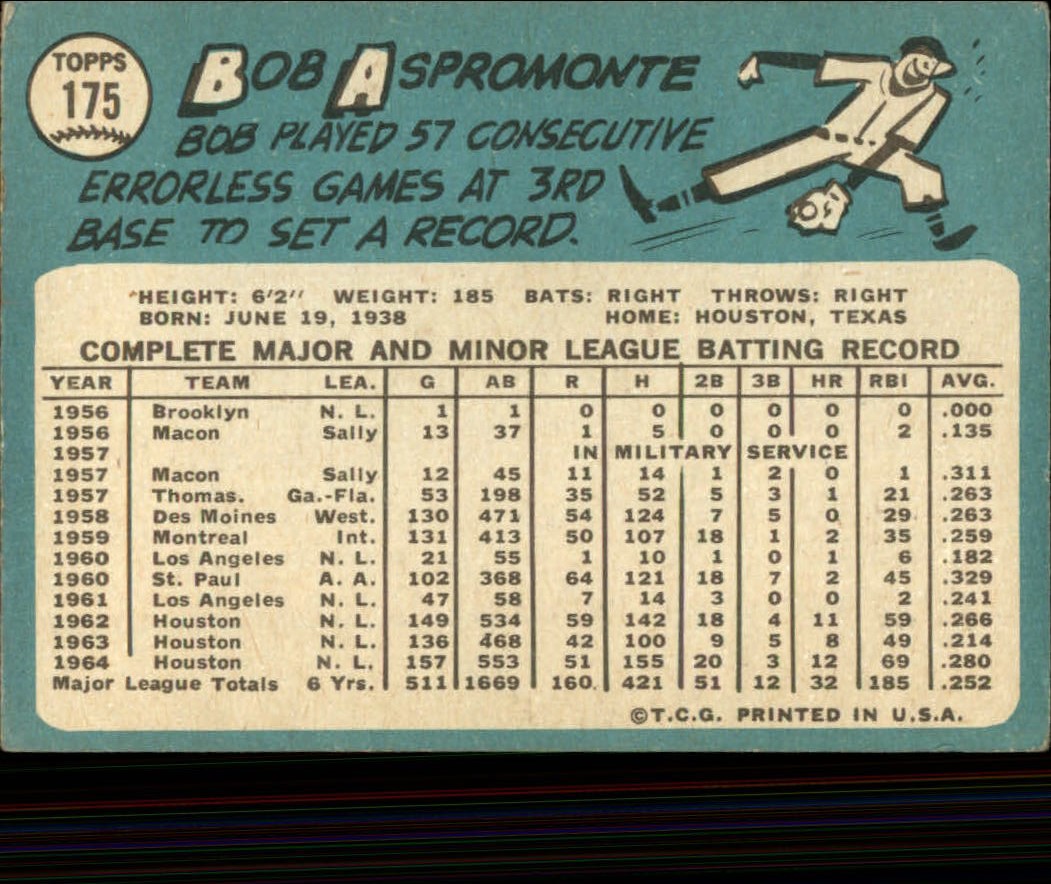 TOPPS
175
BOB ASPROMONTE
BOB PLAYED 57 CONSECUTIVE
ERRORLESS GAMES AT 3RD
BASE TO SET A RECORD.
HEIGHT: 6'2" WEIGHT: 185 BATS: RIGHT THROWS: RIGHT
BORN: JUNE 19, 1938 HOME: HOUSTON, TEXAS
COMPLETE MAJOR AND MINOR LEAGUE BATTING RECORD
YEAR TEAM LEA. G AB R H 2B 3B HR RBI AVG.
1956 Brooklyn N. L. 1 1 0 0 0 0 0 0 .000
1956 Macon Sally 13 37 1 5 0 0 0 2 .135
1957 IN MILITARY SERVICE
1957 Macon Sally 12 45 11 14 1 2 0 1 .311
1957 Thomas. Ga.-Fla. 53 198 35 52 5 3 1 21 .263
1958 Des Moines West. 130 471 54 124 7 5 0 29 .263
1959 Montreal Int. 131 413 50 107 18 1 2 35 .259
1960 Los Angeles N. L. 21 55 1 10 1 0 1 6 .182
1960 St. Paul A. A. 102 368 64 121 18 7 2 45 .329
1961 Los Angeles N. L. 47 58 7 14 3 0 0 2 .241
1962 Houston N. L. 149 534 59 142 18 4 11 59 .266
1963 Houston N. L. 136 468 42 100 9 5 8 49 .214
1964 Houston N. L. 157 553 51 155 20 3 12 69 .280
Major League Totals 6 Yrs. 511 1669 160 421 51 12 32 185 .252
©T.C.G. PRINTED IN U.S.A.